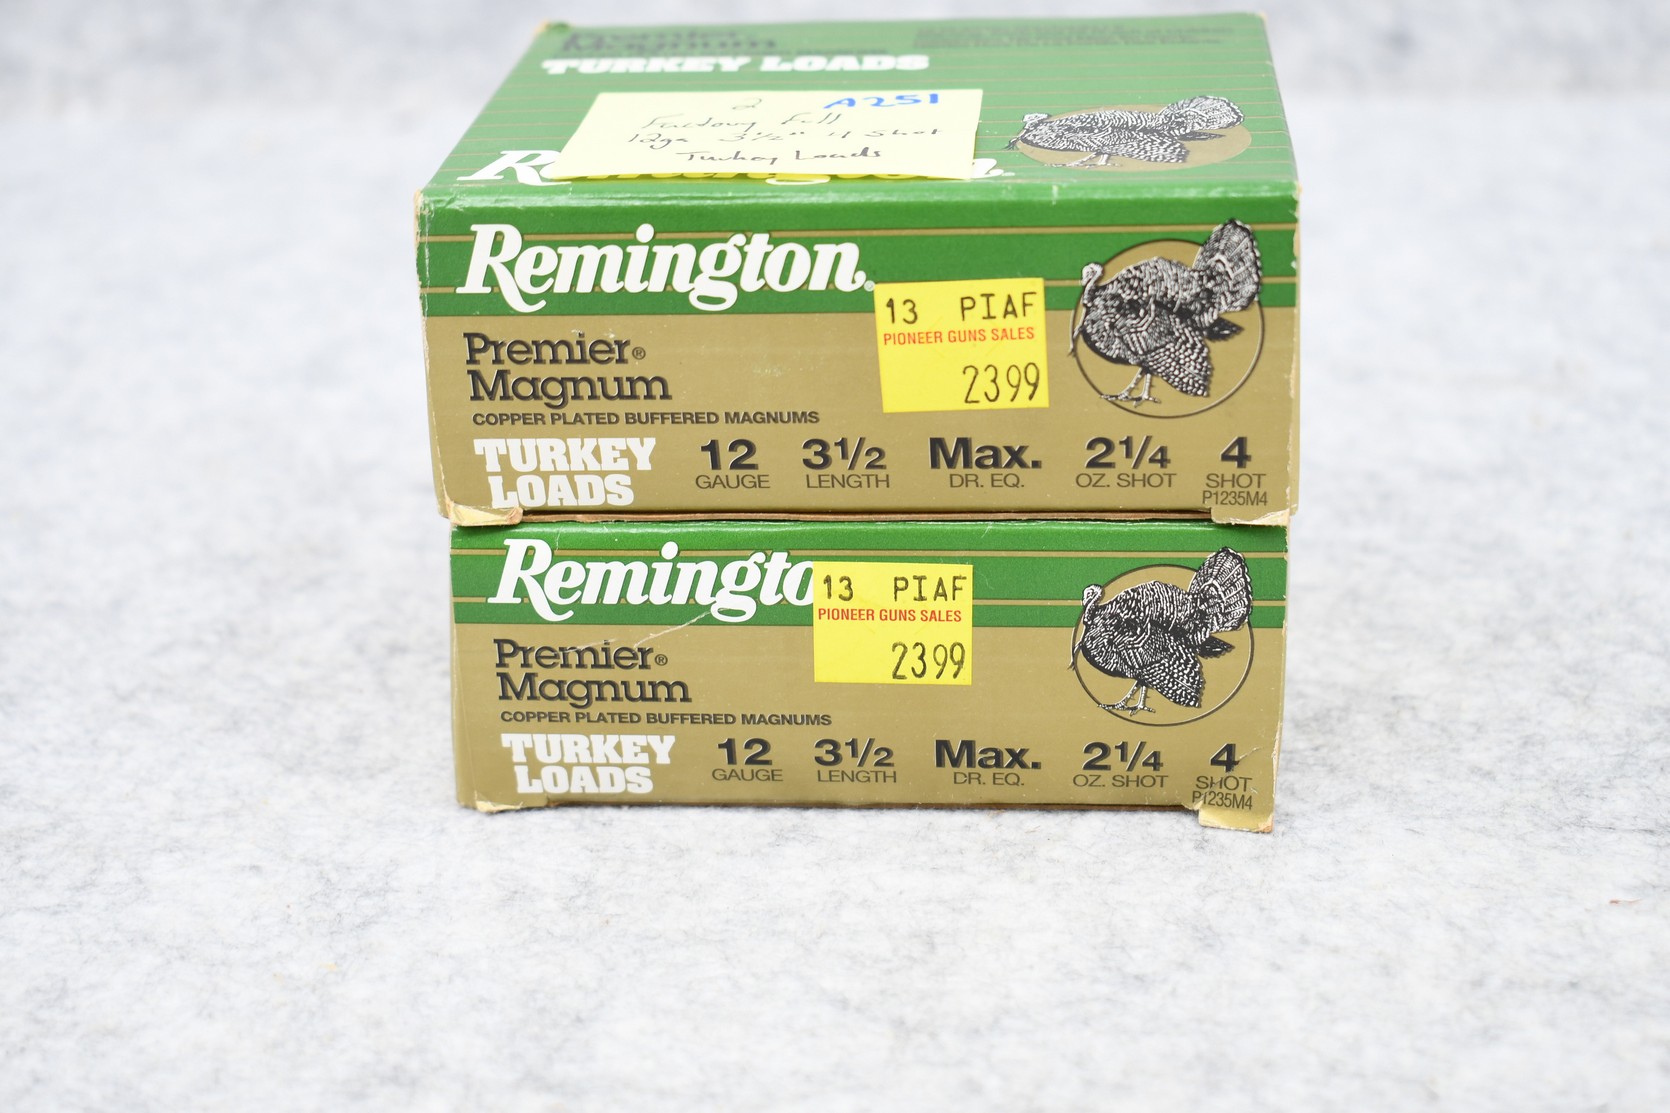 Premier
Magnum
TURKEY LOADS
2 A251
Factory Full
12ga 3½" 4 Shot
Turkey Loads
Remington
Remington®
13 PIAF
PIONEER GUNS SALES
2399
Premier®
Magnum
COPPER PLATED BUFFERED MAGNUMS
TURKEY LOADS
12 GAUGE
3½ LENGTH
Max. DR. EQ.
2¼ OZ. SHOT
4 SHOT
P1235M4
Remingto
13 PIAF
PIONEER GUNS SALES
2399
Premier®
Magnum
COPPER PLATED BUFFERED MAGNUMS
TURKEY LOADS
12 GAUGE
3½ LENGTH
Max. DR. EQ.
2¼ OZ. SHOT
4 SHOT
P1235M4